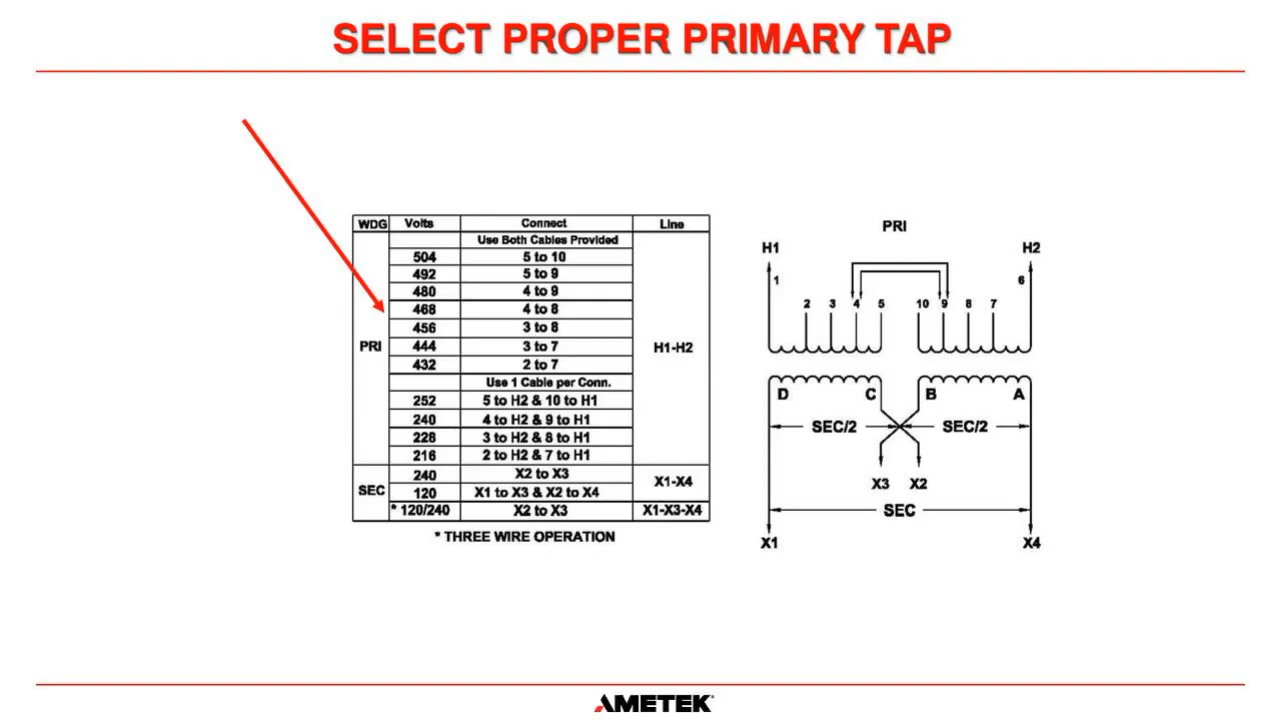 SELECT PROPER PRIMARY TAP
WDG Volts Connect Line
Use Both Cables Provided
504 5 to 10
492 5 to 9
480 4 to 9
468 4 to 8
456 3 to 8
PRI 444 3 to 7 H1-H2
432 2 to 7
Use 1 Cable per Conn.
252 5 to H2 & 10 to H1
240 4 to H2 & 9 to H1
228 3 to H2 & 8 to H1
216 2 to H2 & 7 to H1
SEC 240 X2 to X3 X1-X4
120 X1 to X3 & X2 to X4
* 120/240 X2 to X3 X1-X3-X4
* THREE WIRE OPERATION
PRI
H1 H2
1 6
2 3 4 5 10 9 8 7
D C B A
SEC/2 SEC/2
X3 X2
SEC
X1 X4
AMETEK